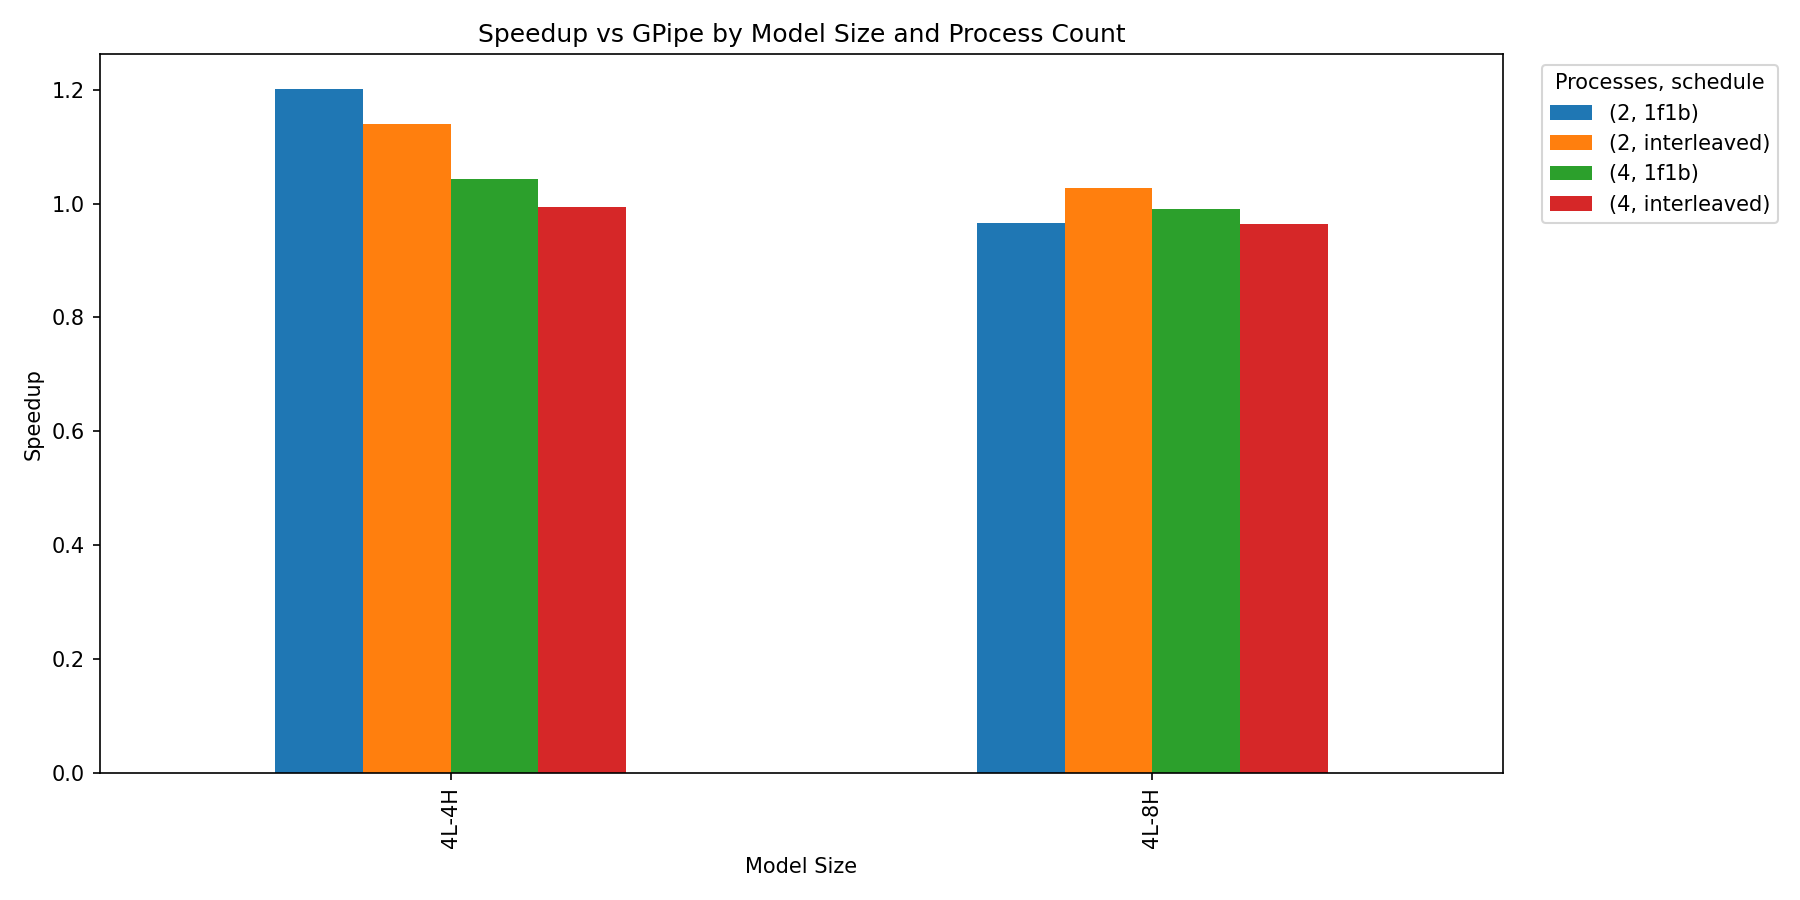 Speedup vs GPipe by Model Size and Process Count
Processes, schedule
(2, 1f1b)
(2, interleaved)
(4, 1f1b)
(4, interleaved)
Speedup
1.2
1.0
0.8
0.6
0.4
0.2
0.0
4L-4H
4L-8H
Model Size